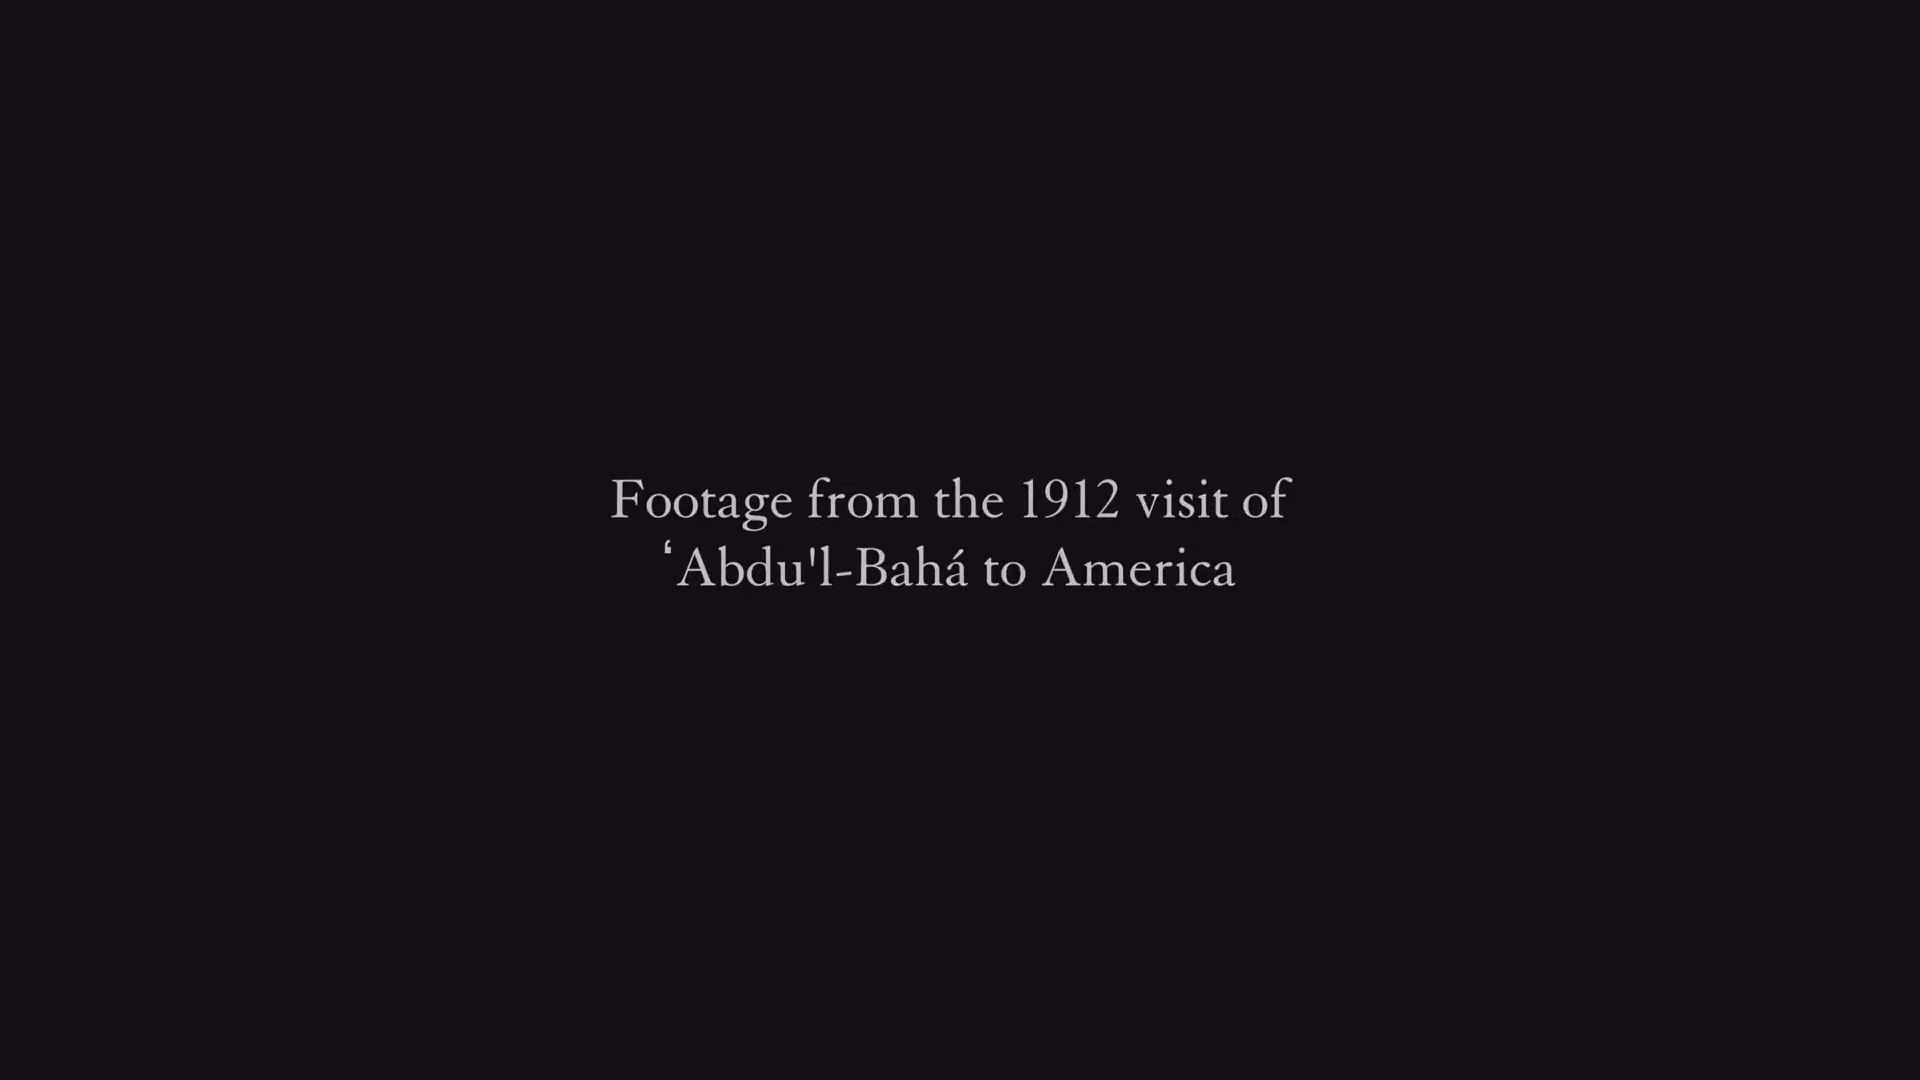 Footage from the 1912 visit of
‘Abdu'l-Bahá to America